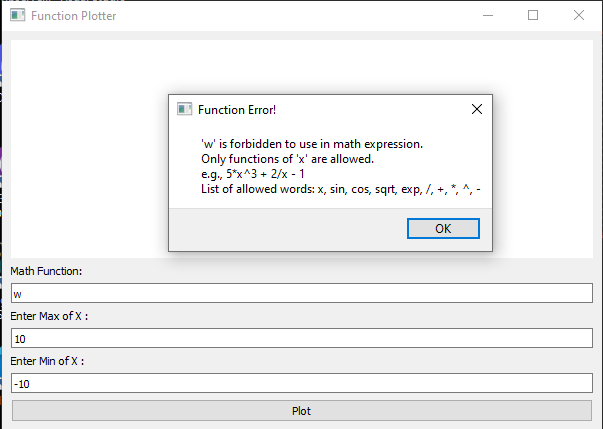 Function Plotter
Function Error!
'w' is forbidden to use in math expression.
Only functions of 'x' are allowed.
e.g., 5*x^3 + 2/x - 1
List of allowed words: x, sin, cos, sqrt, exp, /, +, *, ^, -
OK
Math Function:
w
Enter Max of X :
10
Enter Min of X :
-10
Plot